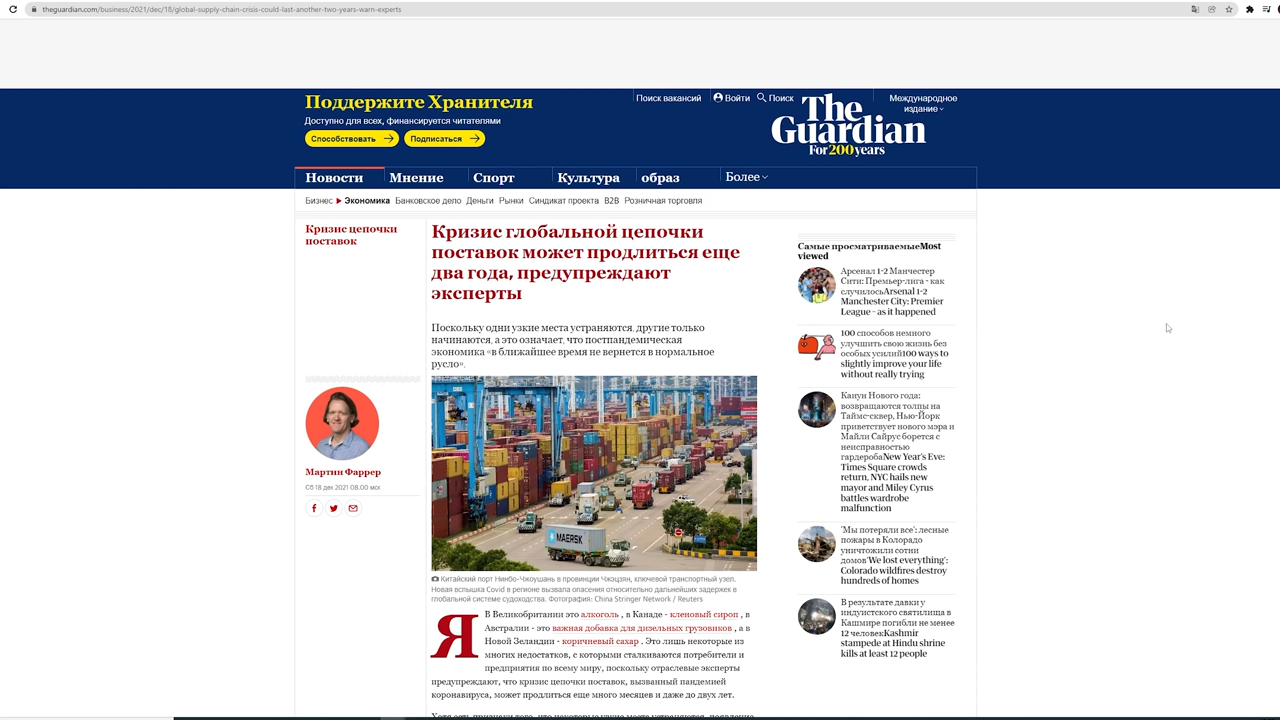 theguardian.com/business/2021/dec/18/global-supply-chain-crisis-could-last-another-two-years-warn-experts
Поддержите Хранителя
Доступно для всех, финансируется читателями
Способствовать
Подписаться
Поиск вакансий
Войти
Поиск
Международное
издание
The
Guardian
For 200 years
Новости
Мнение
Спорт
Культура
образ
Более
Бизнес
Экономика
Банковское дело
Деньги
Рынки
Синдикат проекта
B2B
Розничная торговля
Кризис цепочки
поставок
Мартин Фаррер
Сб 18 дек 2021 08.00 мск
Кризис глобальной цепочки
поставок может продлиться еще
два года, предупреждают
эксперты
Поскольку одни узкие места устраняются, другие только
начинаются, а это означает, что постпандемическая
экономика «в ближайшее время не вернется в нормальное
русло».
MAERSK
Китайский порт Нинбо-Чжоушань в провинции Чжэцзян, ключевой транспортный узел.
Новая вспышка Covid в регионе вызвала опасения относительно дальнейших задержек в
глобальной системе судоходства. Фотография: China Stringer Network / Reuters
Я
В Великобритании это алкоголь , в Канаде - кленовый сироп , в
Австралии - это важная добавка для дизельных грузовиков , а в
Новой Зеландии - коричневый сахар . Это лишь некоторые из
многих недостатков, с которыми сталкиваются потребители и
предприятия по всему миру, поскольку отраслевые эксперты
предупреждают, что кризис цепочки поставок, вызванный пандемией
коронавируса, может продлиться еще много месяцев и даже до двух лет.
Самые просматриваемыеMost
viewed
Арсенал 1-2 Манчестер
Сити: Премьер-лига - как
случилосьArsenal 1-2
Manchester City: Premier
League – as it happened
100 способов немного
улучшить свою жизнь без
особых усилий100 ways to
slightly improve your life
without really trying
Канун Нового года:
возвращаются толпы на
Таймс-сквер, Нью-Йорк
приветствует нового мэра и
Майли Сайрус борется с
неисправностью
гардеробаNew Year's Eve:
Times Square crowds
return, NYC hails new
mayor and Miley Cyrus
battles wardrobe
malfunction
'Мы потеряли все': лесные
пожары в Колорадо
уничтожили сотни
домов'We lost everything':
Colorado wildfires destroy
hundreds of homes
В результате давки у
индуистского святилища в
Кашмире погибли не менее
12 человекKashmir
stampede at Hindu shrine
kills at least 12 people